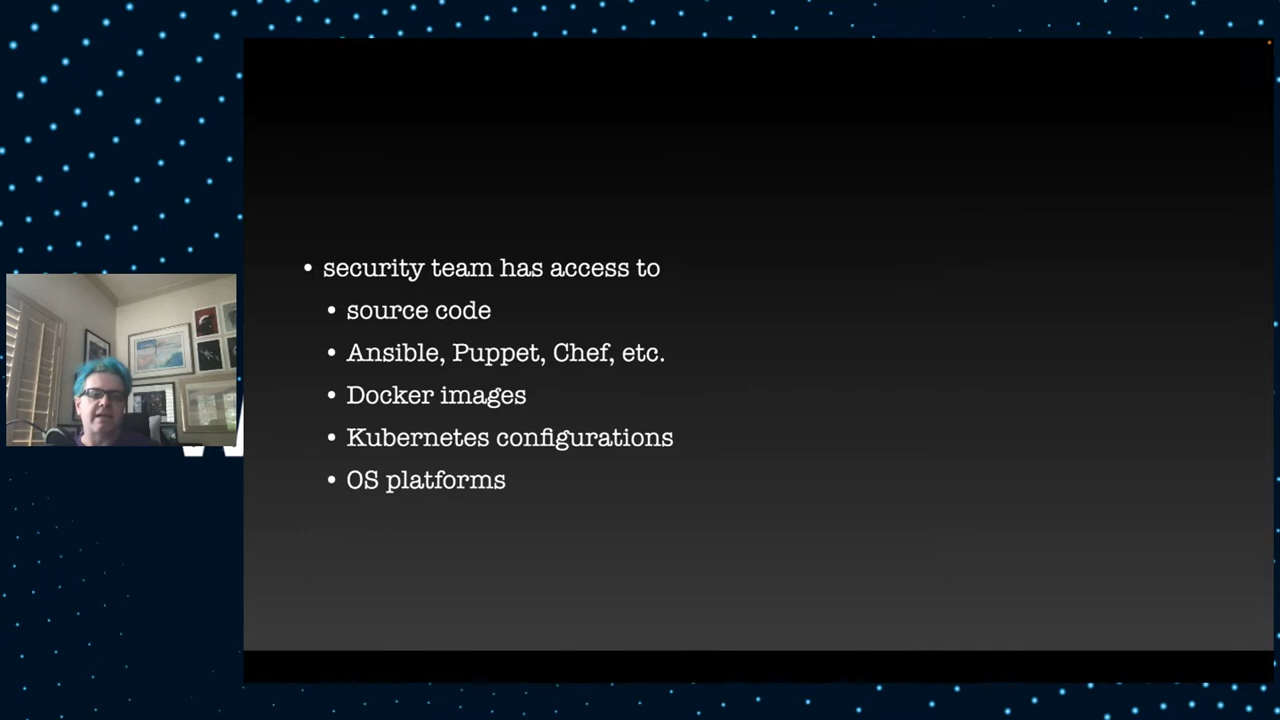 • security team has access to
• source code
• Ansible, Puppet, Chef, etc.
• Docker images
• Kubernetes configurations
• OS platforms